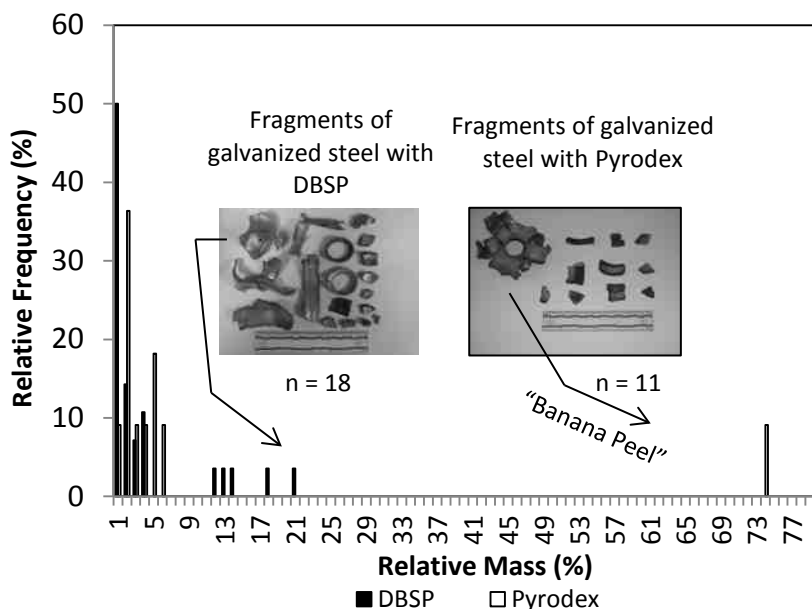 60
50
40
30
20
10
0
Relative Frequency (%)
Fragments of
galvanized steel with
DBSP
Fragments of galvanized
steel with Pyrodex
n = 18
n = 11
“Banana Peel”
1 5 9 13 17 21 25 29 33 37 41 45 49 53 57 61 65 69 73 77
Relative Mass (%)
DBSP Pyrodex